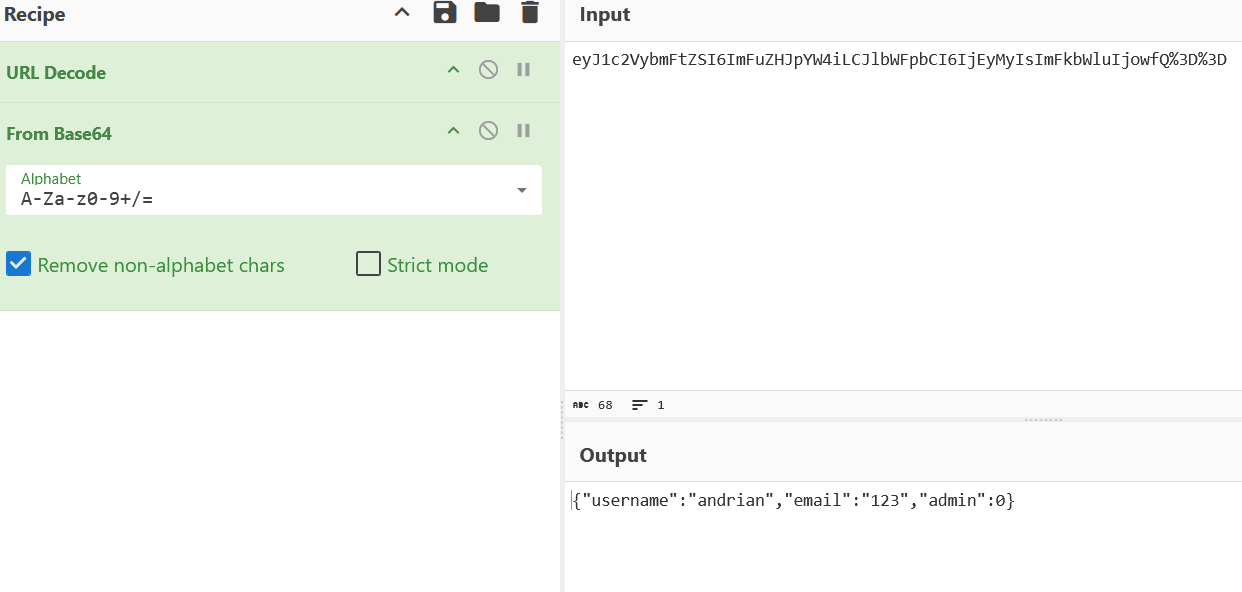 Recipe
URL Decode
From Base64
Alphabet
A-Za-z0-9+/=
Remove non-alphabet chars
Strict mode
Input
eyJ1c2VybmFtZSI6ImFuZHJpYW4iLCJlbWFpbCI6IjEyMyIsImFkbWluIjowfQ%3D%3D
ABC 68 1
Output
{"username":"andrian","email":"123","admin":0}